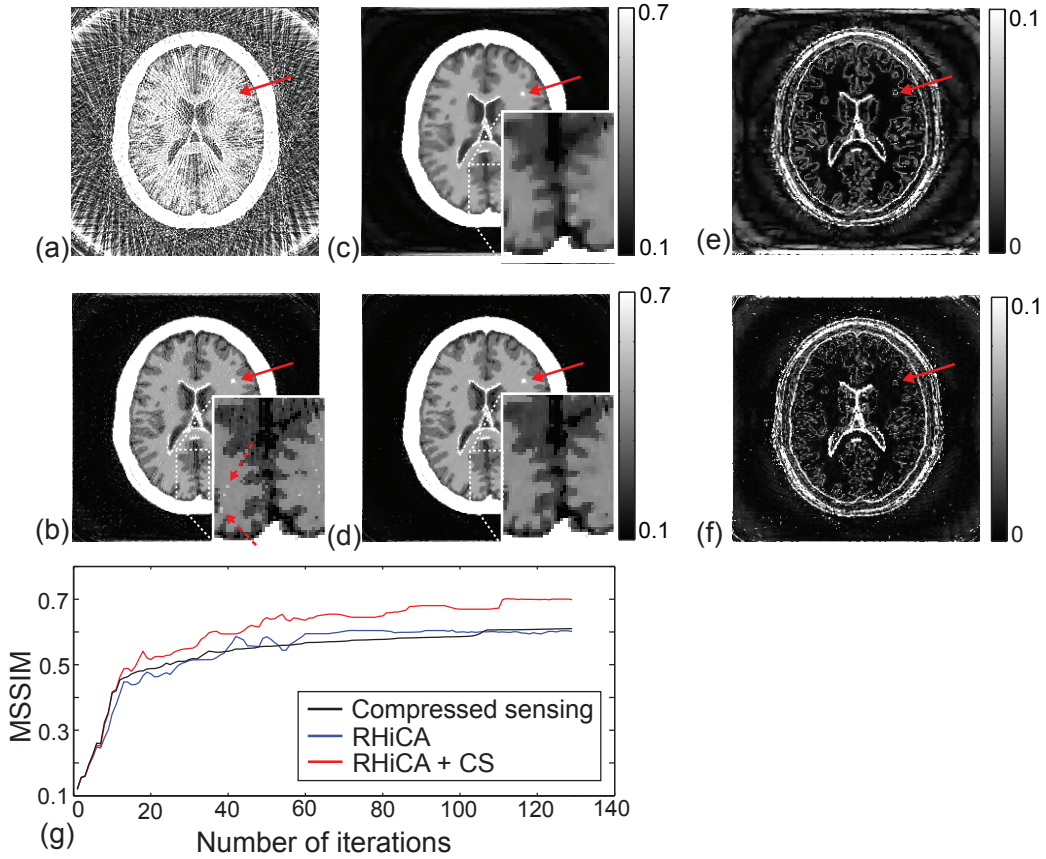 (a)
(c)
0.7
0.1
(e)
0.1
0
(b)
(d)
0.7
0.1
(f)
0.1
0
MSSIM
0.7
0.5
0.3
0.1
0
20
40
60
80
100
120
140
Compressed sensing
RHiCA
RHiCA + CS
(g)
Number of iterations